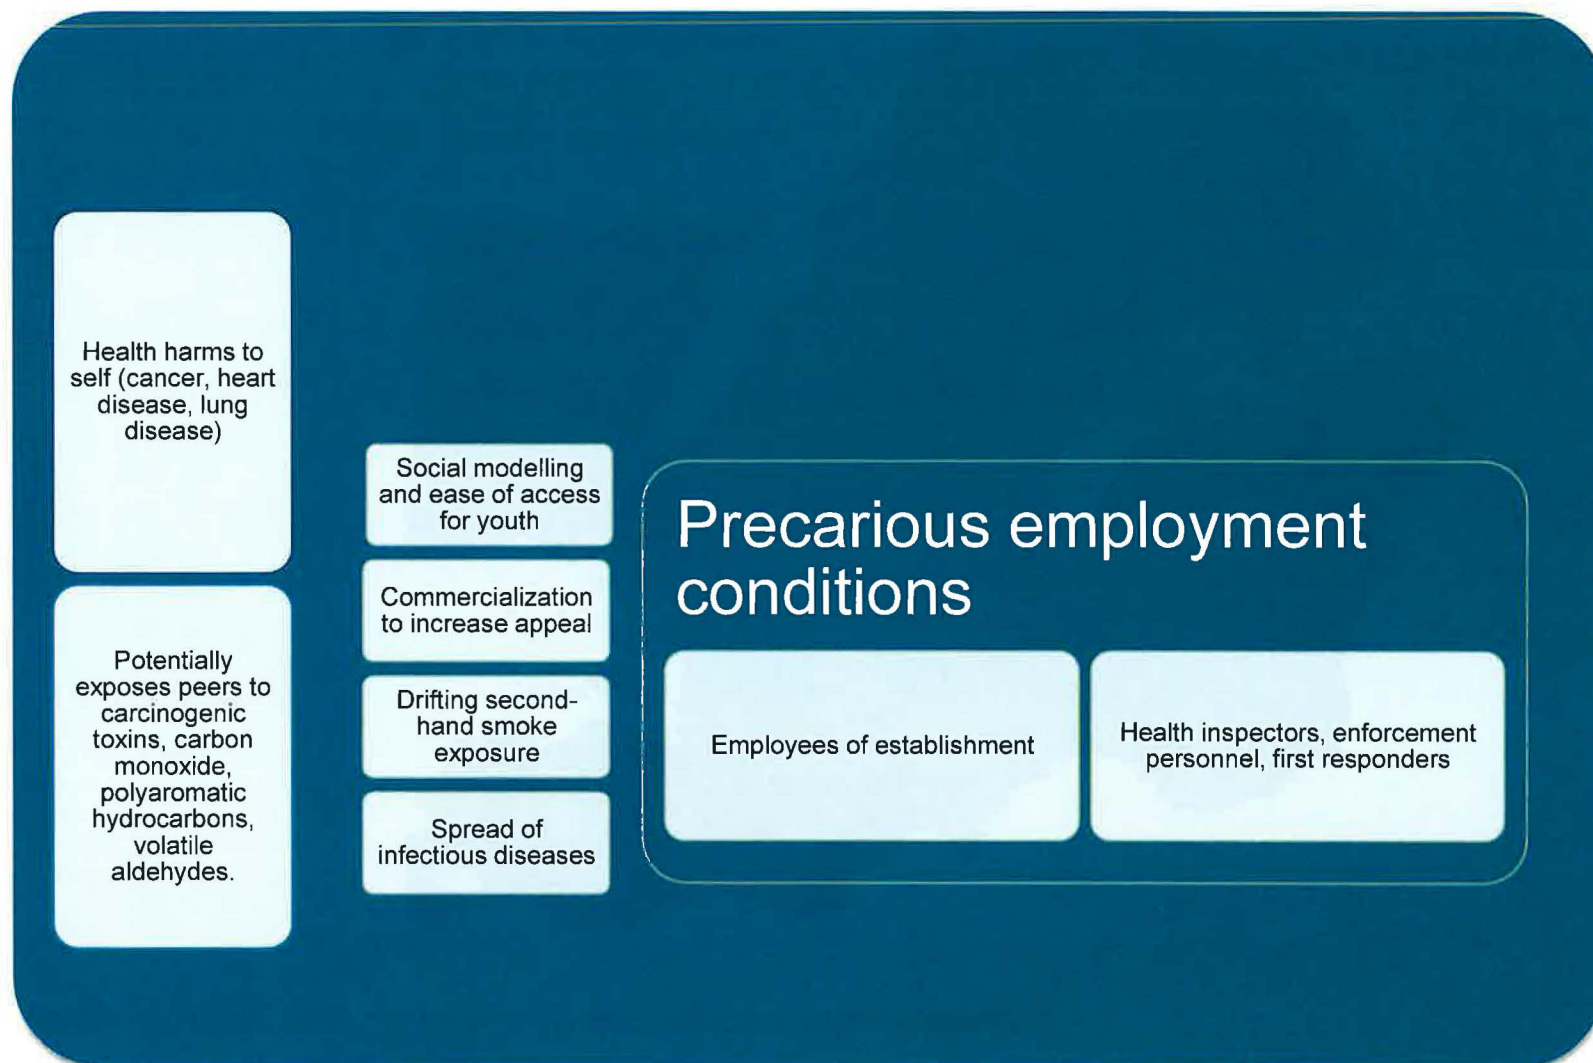 Health harms to
self (cancer, heart
disease, lung
disease)
Potentially
exposes peers to
carcinogenic
toxins, carbon
monoxide,
polyaromatic
hydrocarbons,
volatile
aldehydes.
Social modelling
and ease of access
for youth
Commercialization
to increase appeal
Drifting second-
hand smoke
exposure
Spread of
infectious diseases
Precarious employment
conditions
Employees of establishment
Health inspectors, enforcement
personnel, first responders